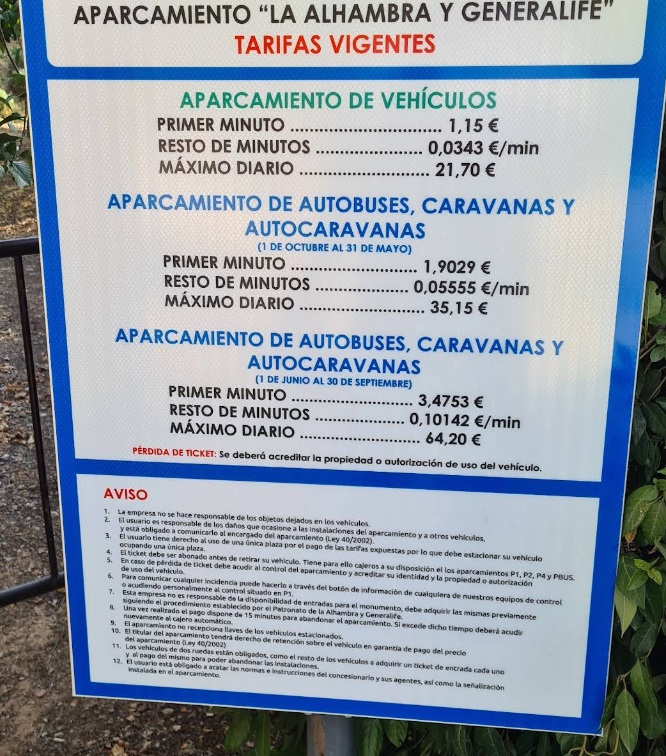 APARCAMIENTO “LA ALHAMBRA Y GENERALIFE”
TARIFAS VIGENTES
APARCAMIENTO DE VEHÍCULOS
PRIMER MINUTO ................................ 1,15 €
RESTO DE MINUTOS ....................... 0,0343 €/min
MÁXIMO DIARIO ............................ 21,70 €
APARCAMIENTO DE AUTOBUSES, CARAVANAS Y
AUTOCARAVANAS
(1 DE OCTUBRE AL 31 DE MAYO)
PRIMER MINUTO ........................... 1,9029 €
RESTO DE MINUTOS .................... 0,05555 €/min
MÁXIMO DIARIO ........................... 35,15 €
APARCAMIENTO DE AUTOBUSES, CARAVANAS Y
AUTOCARAVANAS
(1 DE JUNIO AL 30 DE SEPTIEMBRE)
PRIMER MINUTO .......................... 3,4753 €
RESTO DE MINUTOS ................... 0,10142 €/min
MÁXIMO DIARIO .......................... 64,20 €
PÉRDIDA DE TICKET: Se deberá acreditar la propiedad o autorización de uso del vehículo.
AVISO
1. La empresa no se hace responsable de los objetos dejados en los vehículos.
2. El usuario es responsable de los daños que ocasione a las instalaciones del aparcamiento y a otros vehículos,
y está obligado a comunicarlo al encargado del aparcamiento (Ley 40/2002).
3. El usuario tiene derecho al uso de una única plaza por el pago de las tarifas expuestas por lo que debe estacionar su vehículo
ocupando una única plaza.
4. El ticket debe ser abonado antes de retirar su vehículo. Tiene para ello cajeros a su disposición el los aparcamientos P1, P2, P4 y PBUS.
5. En caso de pérdida de ticket debe acudir al control del aparcamiento y acreditar su identidad y la propiedad o autorización
de uso del vehículo.
6. Para comunicar cualquier incidencia puede hacerlo a través del botón de información de cualquiera de nuestros equipos de control
o acudiendo personalmente al control situado en P1.
7. Esta empresa no es responsable de la disponibilidad de entradas para el monumento, debe adquirir las mismas previamente
siguiendo el procedimiento establecido por el Patronato de la Alhambra y Generalife.
8. Una vez realizado el pago dispone de 15 minutos para abandonar el aparcamiento. Si excede dicho tiempo deberá acudir
nuevamente al cajero automático.
9. El aparcamiento no recepciona llaves de los vehículos estacionados.
10. El titular del aparcamiento tendrá derecho de retención sobre el vehículo en garantía de pago del precio
del aparcamiento (Ley 40/2002)
11. Los vehículos de dos ruedas están obligados, como el resto de los vehículos a adquirir un ticket de entrada cada uno
y al pago del mismo para poder abandonar las instalaciones.
12. El usuario está obligado a acatar las normas e instrucciones del concesionario y sus agentes, así como la señalización
instalada en el aparcamiento.